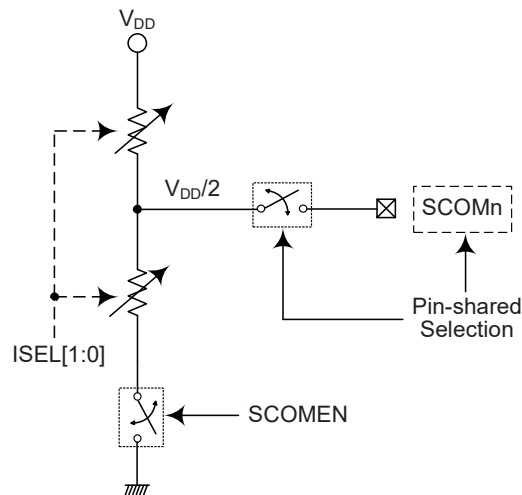 VDD
VDD/2
SCOMn
Pin-shared
Selection
ISEL[1:0]
SCOMEN